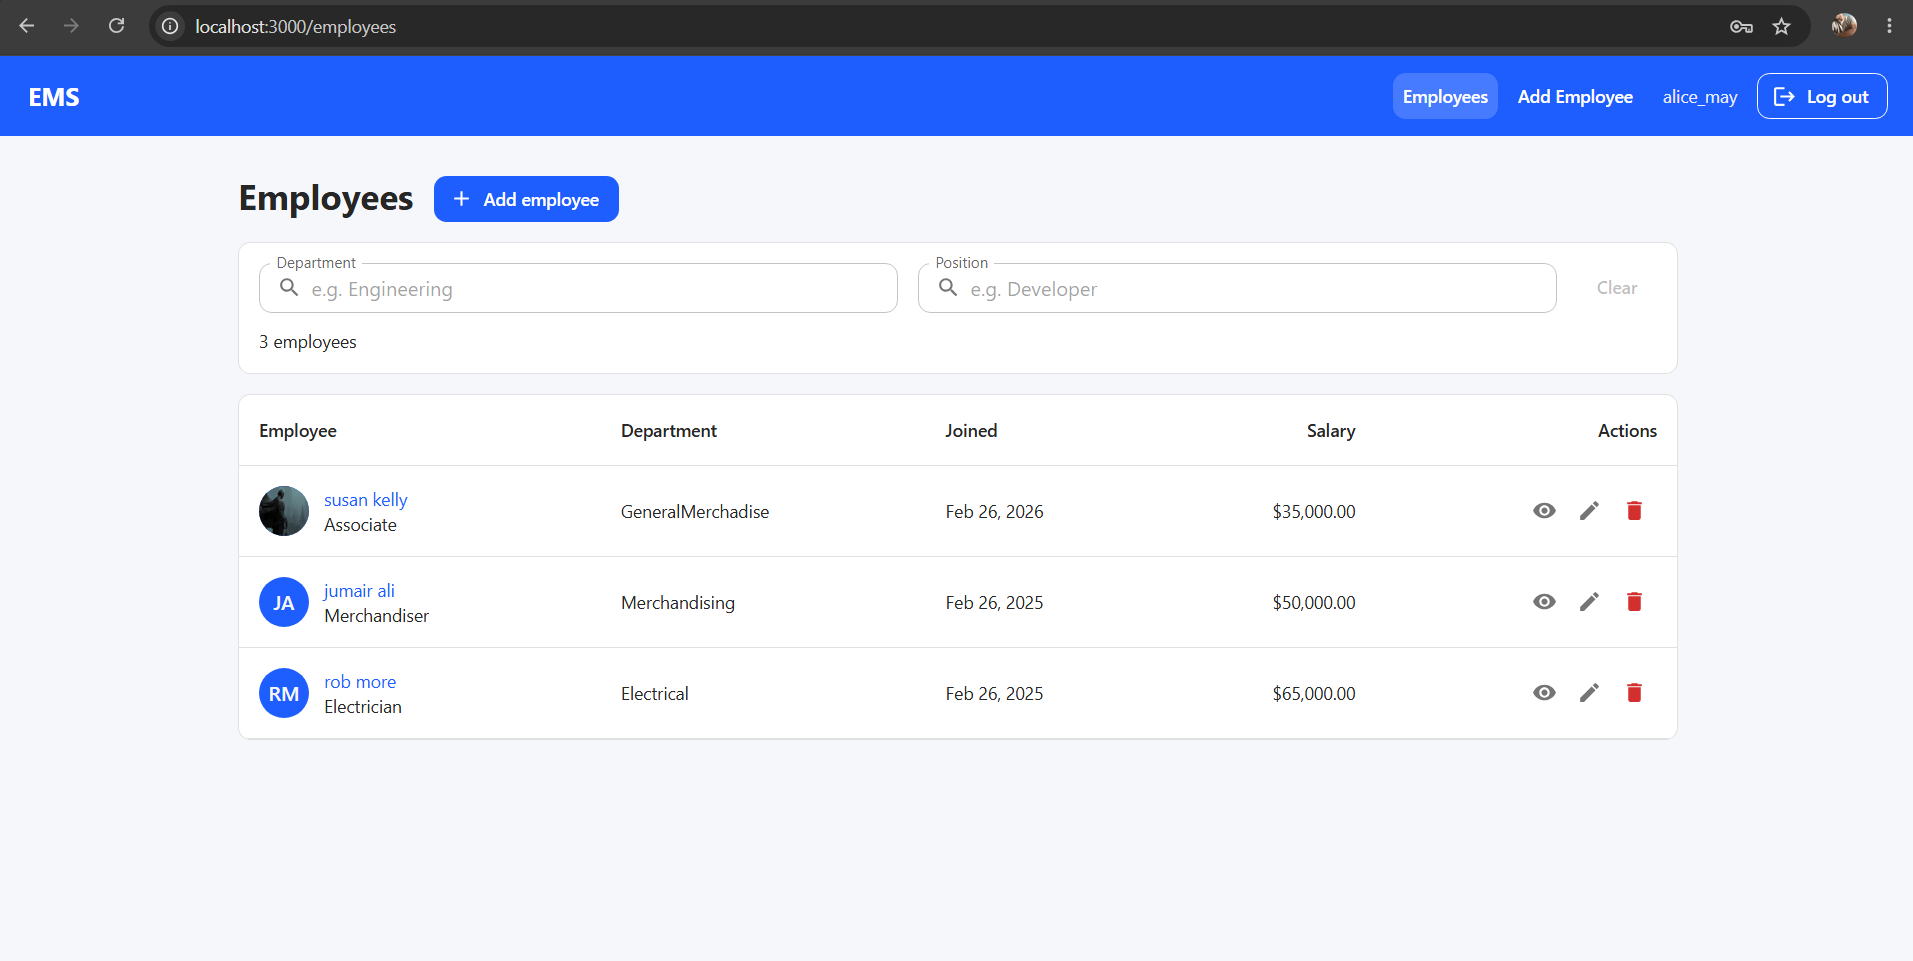 localhost:3000/employees
EMS
Employees
Add Employee
alice_may
Log out
Employees
+ Add employee
Department
e.g. Engineering
Position
e.g. Developer
Clear
3 employees
Employee Department Joined Salary Actions
susan kelly
Associate
GeneralMerchadise
Feb 26, 2026
$35,000.00
JA
jumair ali
Merchandiser
Merchandising
Feb 26, 2025
$50,000.00
RM
rob more
Electrician
Electrical
Feb 26, 2025
$65,000.00